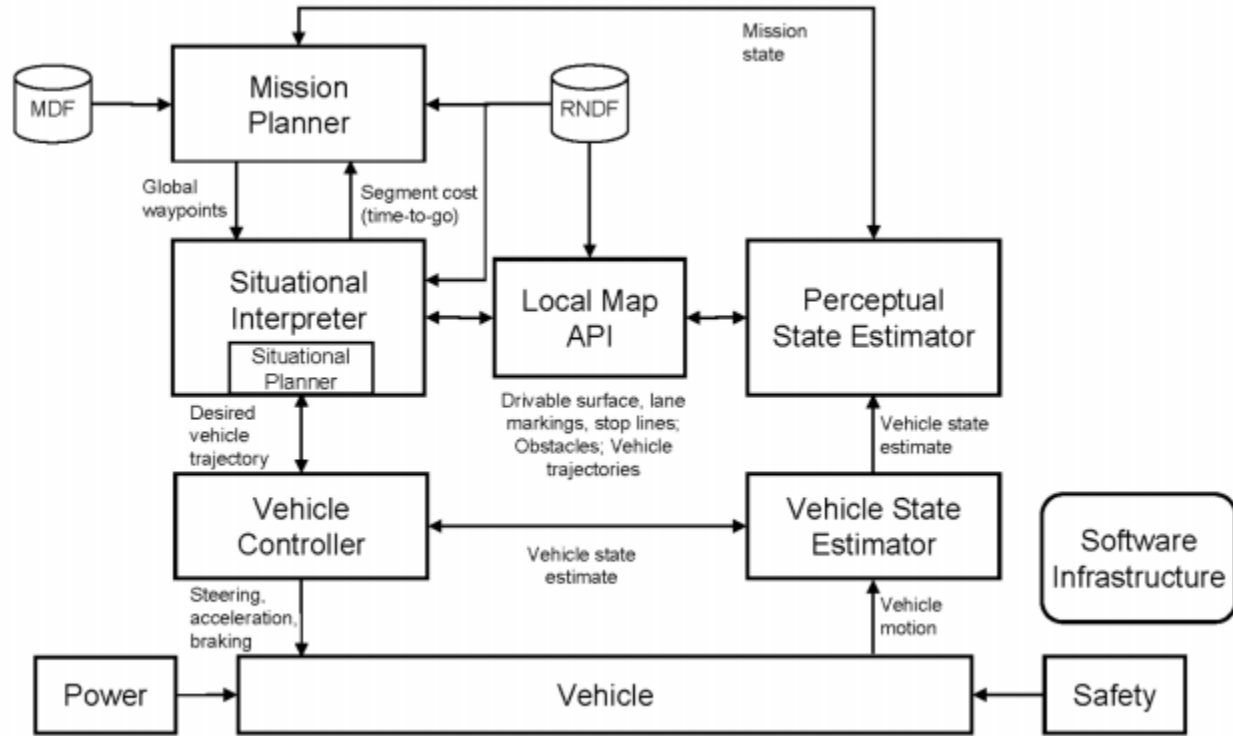 Mission
state
MDF
Mission
Planner
RNDF
Global
waypoints
Segment cost
(time-to-go)
Situational
Interpreter
Situational
Planner
Local Map
API
Perceptual
State Estimator
Desired
vehicle
trajectory
Drivable surface, lane
markings, stop lines;
Obstacles; Vehicle
trajectories
Vehicle state
estimate
Vehicle
Controller
Vehicle state
estimate
Vehicle State
Estimator
Software
Infrastructure
Steering,
acceleration,
braking
Vehicle
motion
Power
Vehicle
Safety